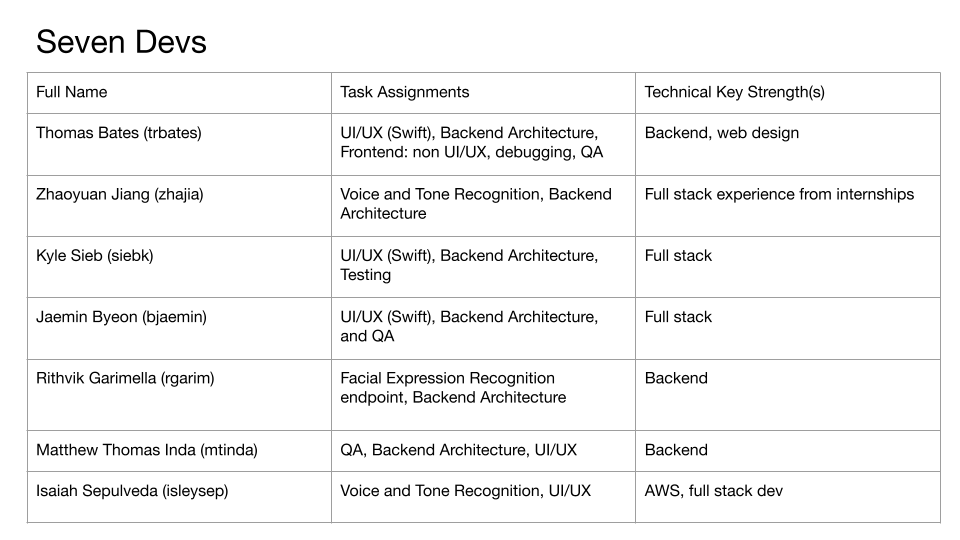 Seven Devs
Full Name
Task Assignments
Technical Key Strength(s)
Thomas Bates (trbates)
UI/UX (Swift), Backend Architecture,
Frontend: non UI/UX, debugging, QA
Backend, web design
Zhaoyuan Jiang (zhajia)
Voice and Tone Recognition, Backend
Architecture
Full stack experience from internships
Kyle Sieb (siebk)
UI/UX (Swift), Backend Architecture,
Testing
Full stack
Jaemin Byeon (bjaemin)
UI/UX (Swift), Backend Architecture,
and QA
Full stack
Rithvik Garimella (rgarim)
Facial Expression Recognition
endpoint, Backend Architecture
Backend
Matthew Thomas Inda (mtinda)
QA, Backend Architecture, UI/UX
Backend
Isaiah Sepulveda (isleysep)
Voice and Tone Recognition, UI/UX
AWS, full stack dev